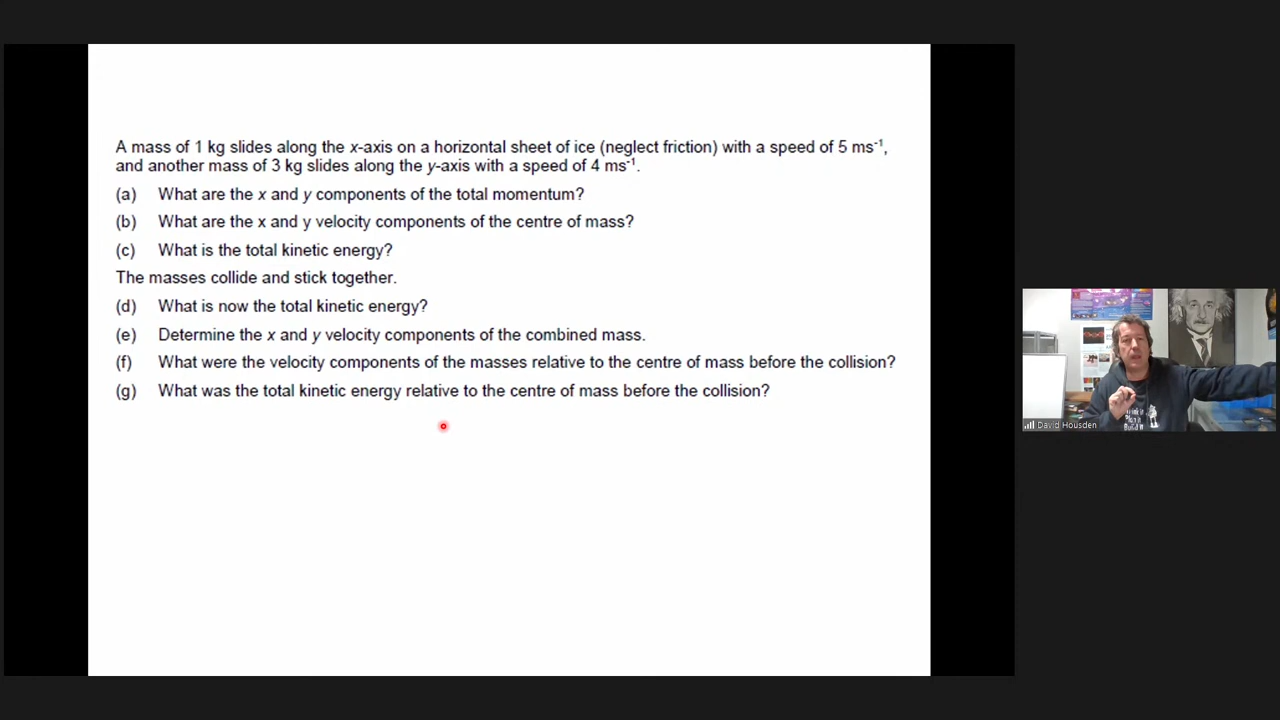 A mass of 1 kg slides along the x-axis on a horizontal sheet of ice (neglect friction) with a speed of 5 ms⁻¹,
and another mass of 3 kg slides along the y-axis with a speed of 4 ms⁻¹.
(a) What are the x and y components of the total momentum?
(b) What are the x and y velocity components of the centre of mass?
(c) What is the total kinetic energy?
The masses collide and stick together.
(d) What is now the total kinetic energy?
(e) Determine the x and y velocity components of the combined mass.
(f) What were the velocity components of the masses relative to the centre of mass before the collision?
(g) What was the total kinetic energy relative to the centre of mass before the collision?
David Housden